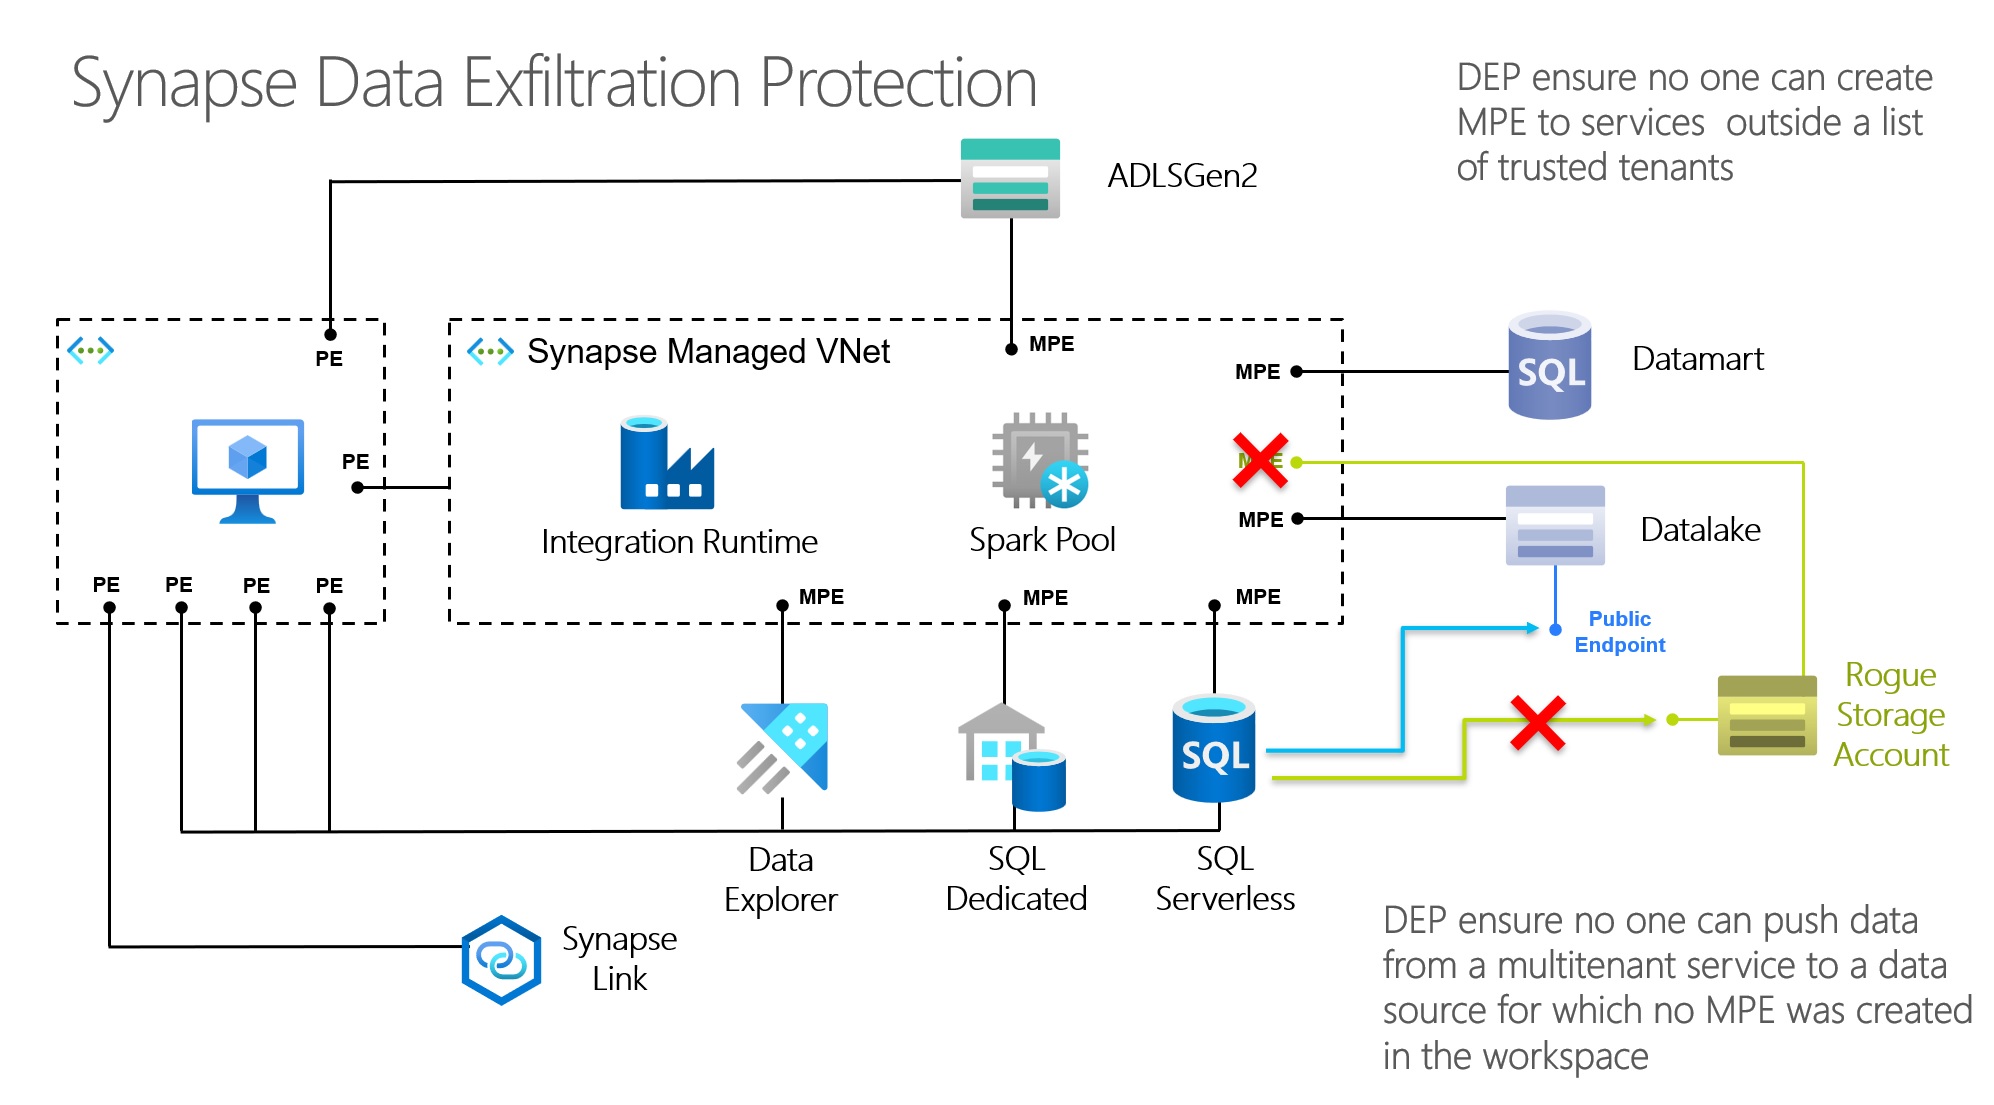 Synapse Data Exfiltration Protection
DEP ensure no one can create
MPE to services outside a list
of trusted tenants
ADLSGen2
PE
Synapse Managed VNet
MPE
MPE
Datamart
PE
SQL
MPE
MPE
Datalake
Integration Runtime
Spark Pool
PE
PE
PE
PE
MPE
MPE
MPE
Public
Endpoint
Rogue
Storage
Account
SQL
Data
Explorer
SQL
Dedicated
SQL
Serverless
Synapse
Link
DEP ensure no one can push data
from a multitenant service to a data
source for which no MPE was created
in the workspace